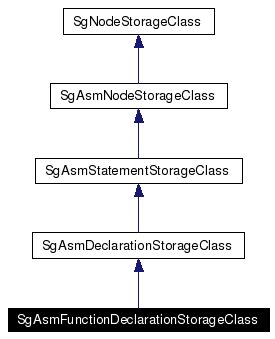 SgNodeStorageClass
SgAsmNodeStorageClass
SgAsmStatementStorageClass
SgAsmDeclarationStorageClass
SgAsmFunctionDeclarationStorageClass